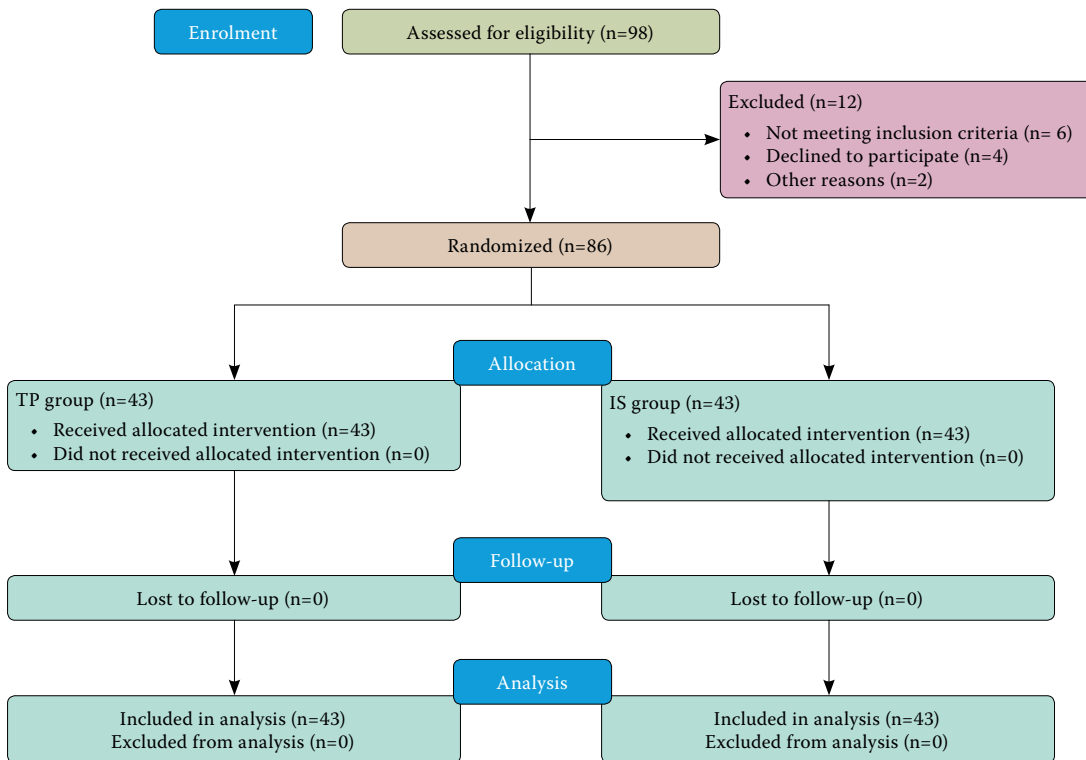 Enrolment
Assessed for eligibility (n=98)
Excluded (n=12)
• Not meeting inclusion criteria (n= 6)
• Declined to participate (n=4)
• Other reasons (n=2)
Randomized (n=86)
Allocation
TP group (n=43)
• Received allocated intervention (n=43)
• Did not received allocated intervention (n=0)
IS group (n=43)
• Received allocated intervention (n=43)
• Did not received allocated intervention (n=0)
Follow-up
Lost to follow-up (n=0)
Lost to follow-up (n=0)
Analysis
Included in analysis (n=43)
Excluded from analysis (n=0)
Included in analysis (n=43)
Excluded from analysis (n=0)